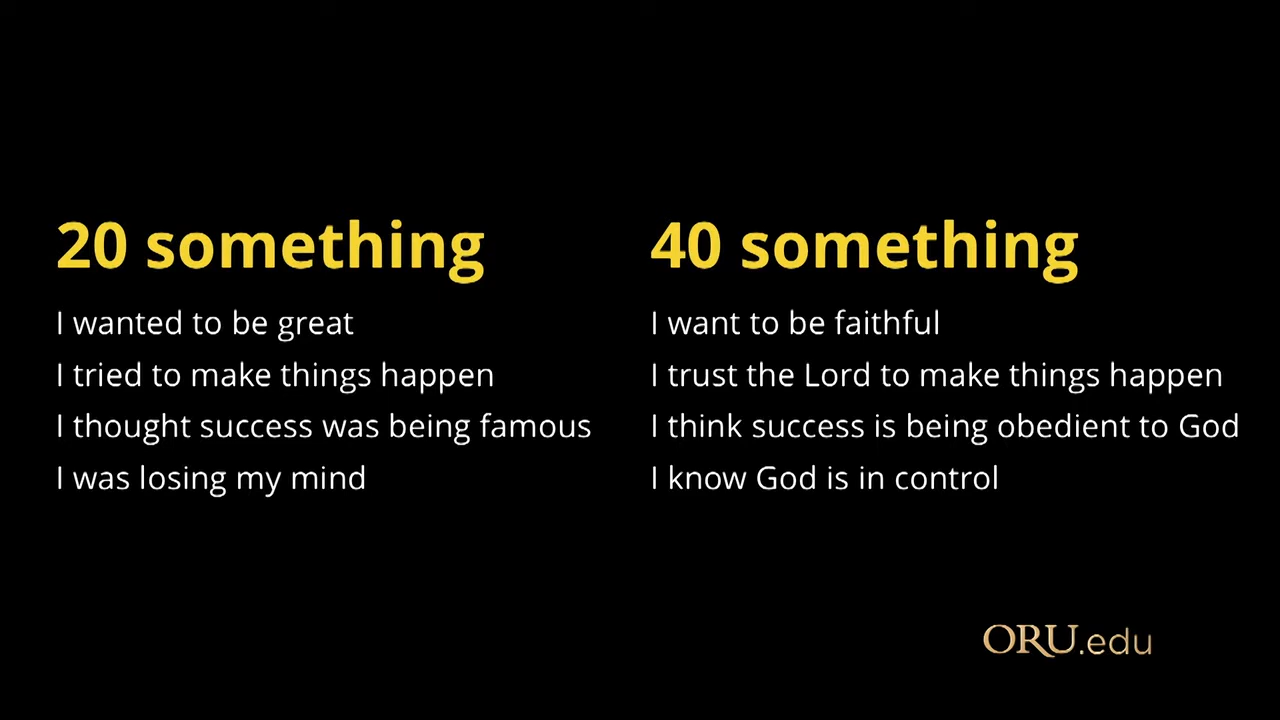 20 something
I wanted to be great
I tried to make things happen
I thought success was being famous
I was losing my mind
40 something
I want to be faithful
I trust the Lord to make things happen
I think success is being obedient to God
I know God is in control
ORU.edu